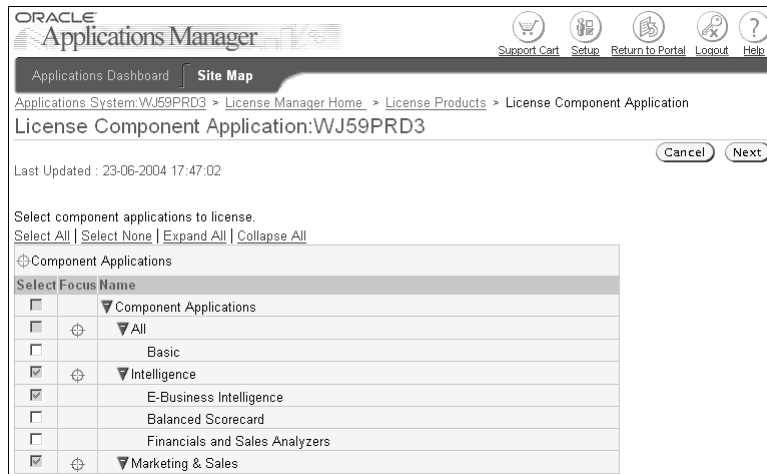 ORACLE
Applications Manager
Support Cart Setup Return to Portal Logout Help
Applications Dashboard Site Map
Applications System:WJ59PRD3 > License Manager Home > License Products > License Component Application
License Component Application:WJ59PRD3
Cancel Next
Last Updated : 23-06-2004 17:47:02
Select component applications to license.
Select All | Select None | Expand All | Collapse All
Component Applications
Select Focus Name
Component Applications
All
Basic
Intelligence
E-Business Intelligence
Balanced Scorecard
Financials and Sales Analyzers
Marketing & Sales